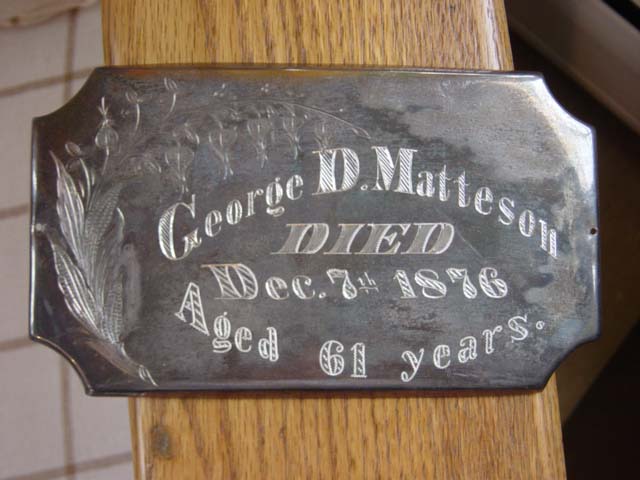 George D. Matteson
DIED
Dec. 7th 1876
Aged 61 years.